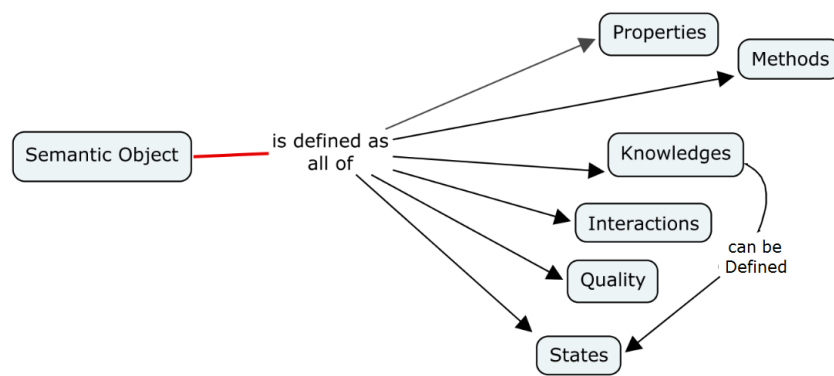 Properties
Methods
Semantic Object
is defined as
all of
Knowledges
Interactions
can be
Defined
Quality
States